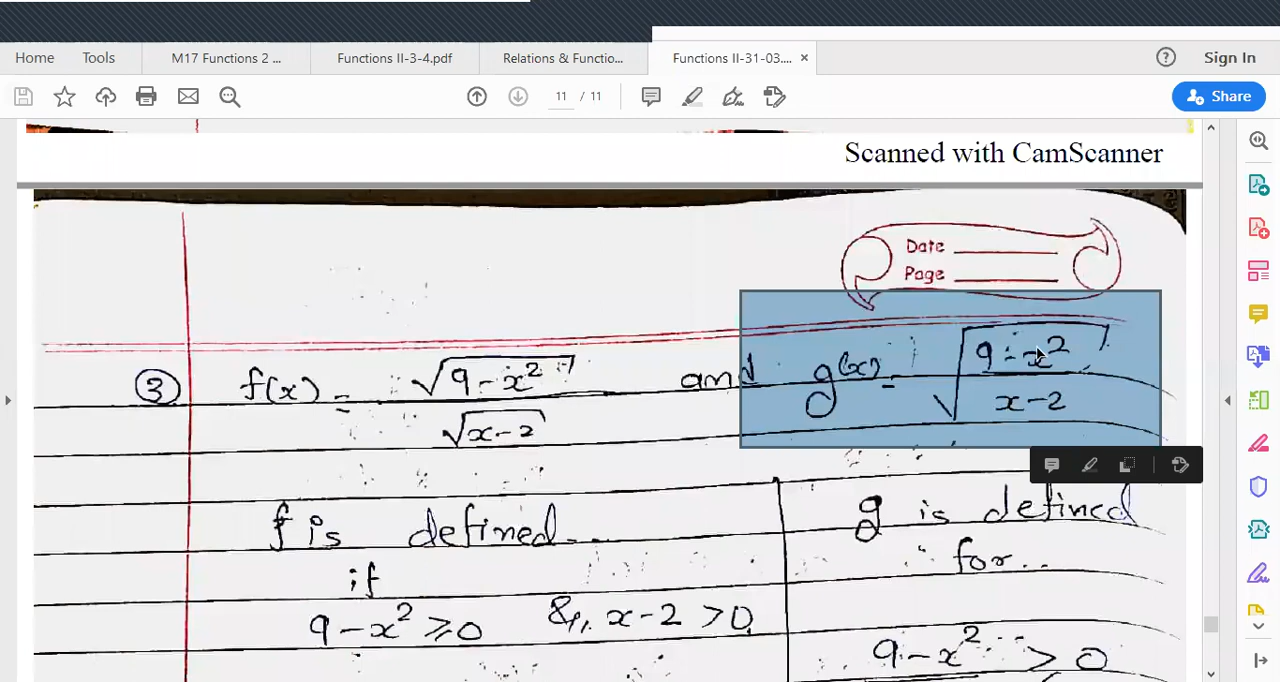 Home Tools M17 Functions 2 ... Functions II-3-4.pdf Relations & Functio... Functions II-31-03.... × ? Sign In
11 / 11 Share
Scanned with CamScanner
Date
Page
③ f(x) = √(9-x²) / √(x-2) and g(x) = √((9-x²)/(x-2))
f is defined... g is defined
if for..
9-x² ≥ 0 &,, x-2 > 0
9-x² ≥ 0